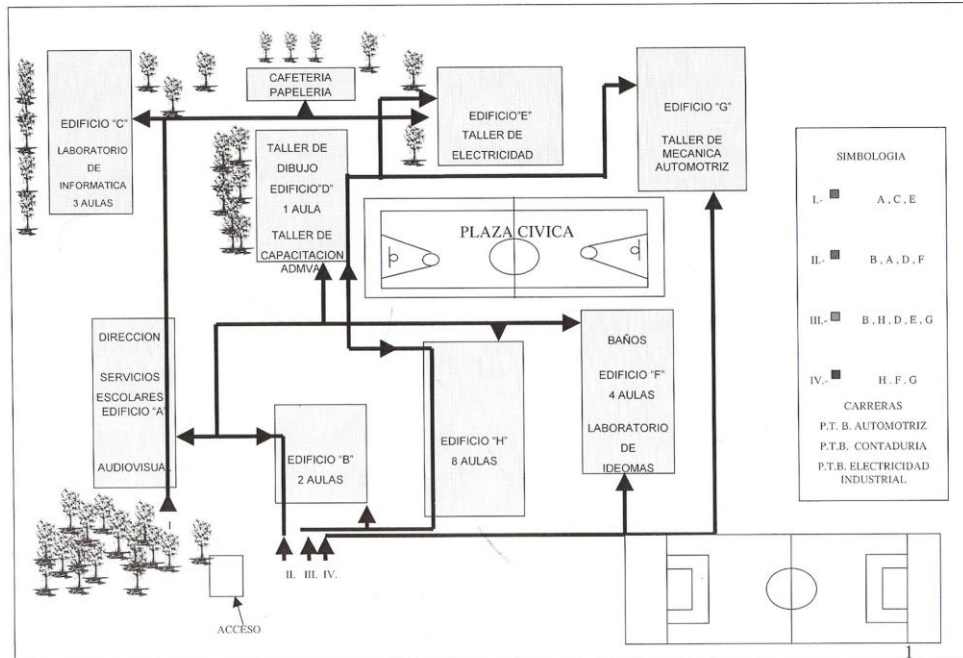 CAFETERIA
PAPELERIA
EDIFICIO "C"
LABORATORIO
DE
INFORMATICA
3 AULAS
TALLER DE
DIBUJO
EDIFICIO"D"
1 AULA
TALLER DE
CAPACITACION
ADMVA
EDIFICIO"E"
TALLER DE
ELECTRICIDAD
EDIFICIO "G"
TALLER DE
MECANICA
AUTOMOTRIZ
PLAZA CIVICA
DIRECCION
SERVICIOS
ESCOLARES
EDIFICIO "A"
AUDIOVISUAL
EDIFICIO "B"
2 AULAS
EDIFICIO "H"
8 AULAS
BAÑOS
EDIFICIO "F"
4 AULAS
LABORATORIO
DE
IDEOMAS
SIMBOLOGIA
I.- A , C , E
II.- B , A , D , F
III.- B , H , D , E , G
IV.- H . F . G
CARRERAS
P.T. B. AUTOMOTRIZ
P.T.B. CONTADURIA
P.T.B. ELECTRICIDAD
INDUSTRIAL
I
II. III. IV.
ACCESO
1